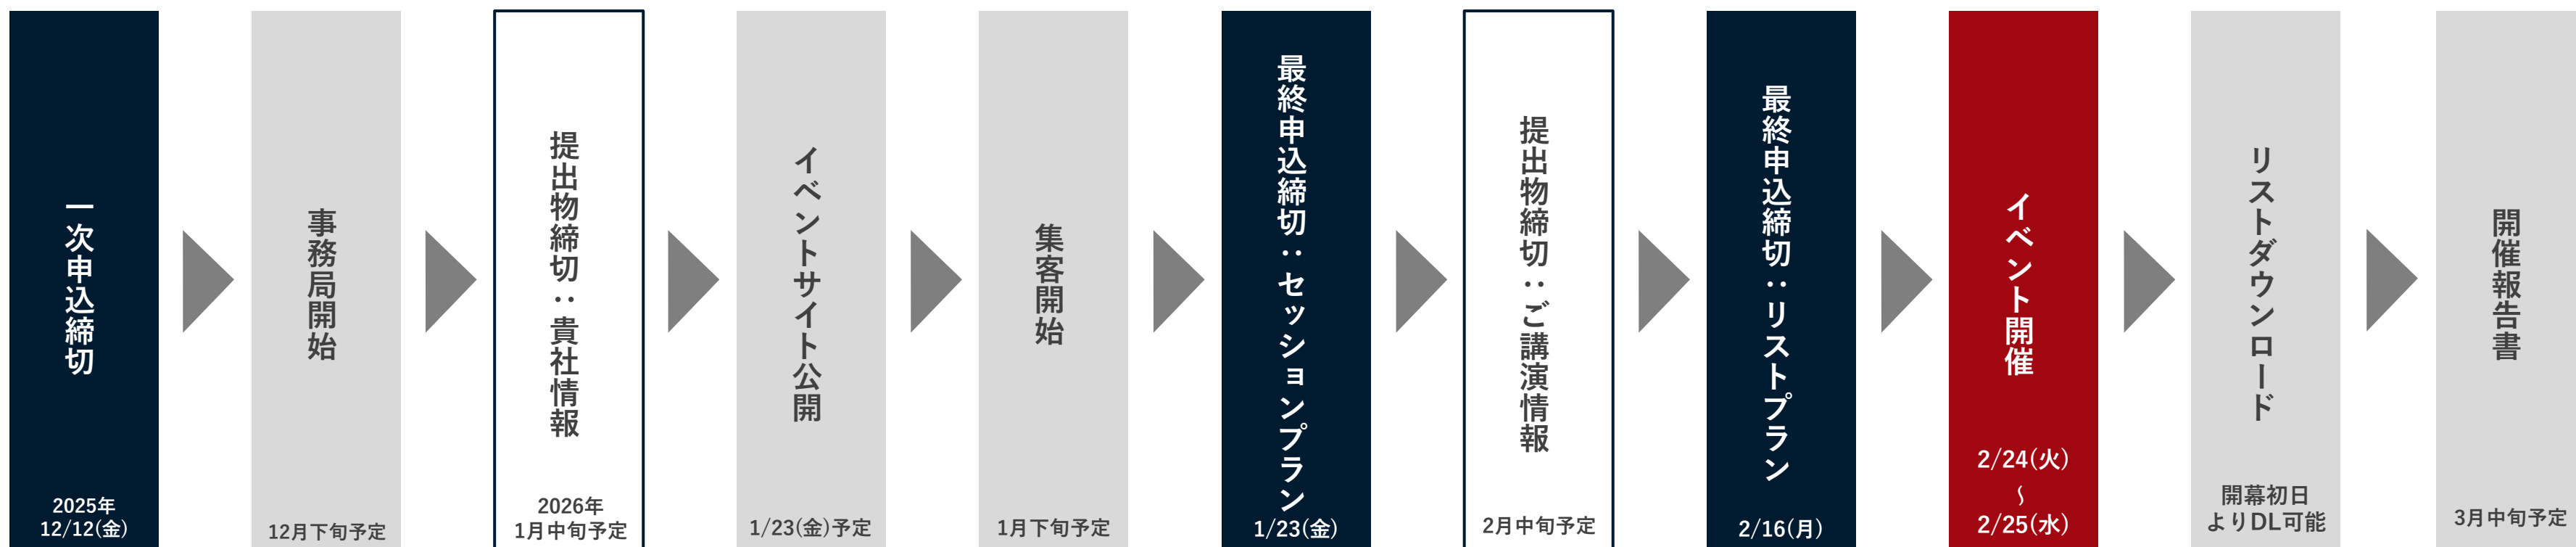 一次申込締切
2025年
12/12(金)
事務局開始
12月下旬予定
提出物締切：貴社情報
2026年
1月中旬予定
イベントサイト公開
1/23(金)予定
集客開始
1月下旬予定
最終申込締切：セッションプラン
1/23(金)
提出物締切：ご講演情報
2月中旬予定
最終申込締切：リストプラン
2/16(月)
イベント開催
2/24(火)
～
2/25(水)
リストダウンロード
開幕初日
よりDL可能
開催報告書
3月中旬予定